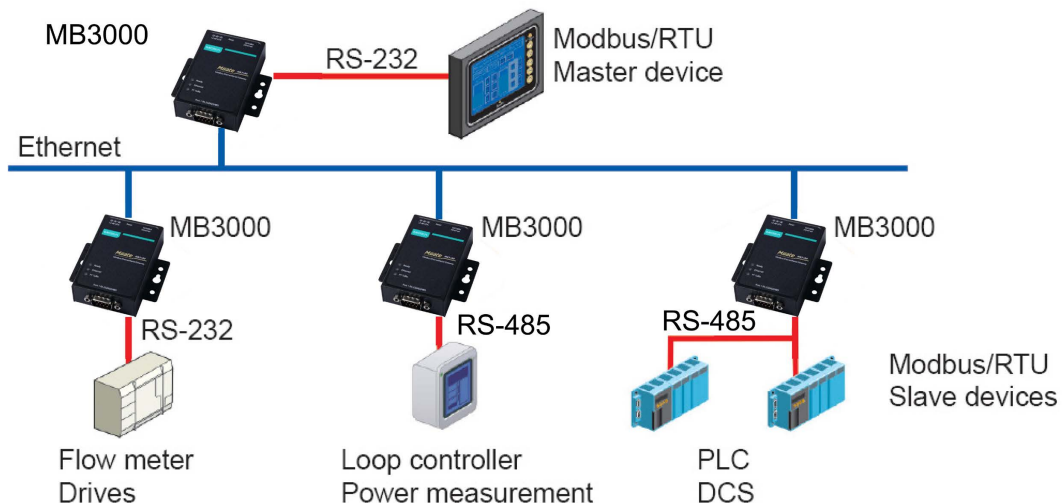 MB3000
RS-232
Modbus/RTU
Master device
Ethernet
MB3000
MB3000
MB3000
RS-232
RS-485
RS-485
Modbus/RTU
Slave devices
Flow meter
Drives
Loop controller
Power measurement
PLC
DCS